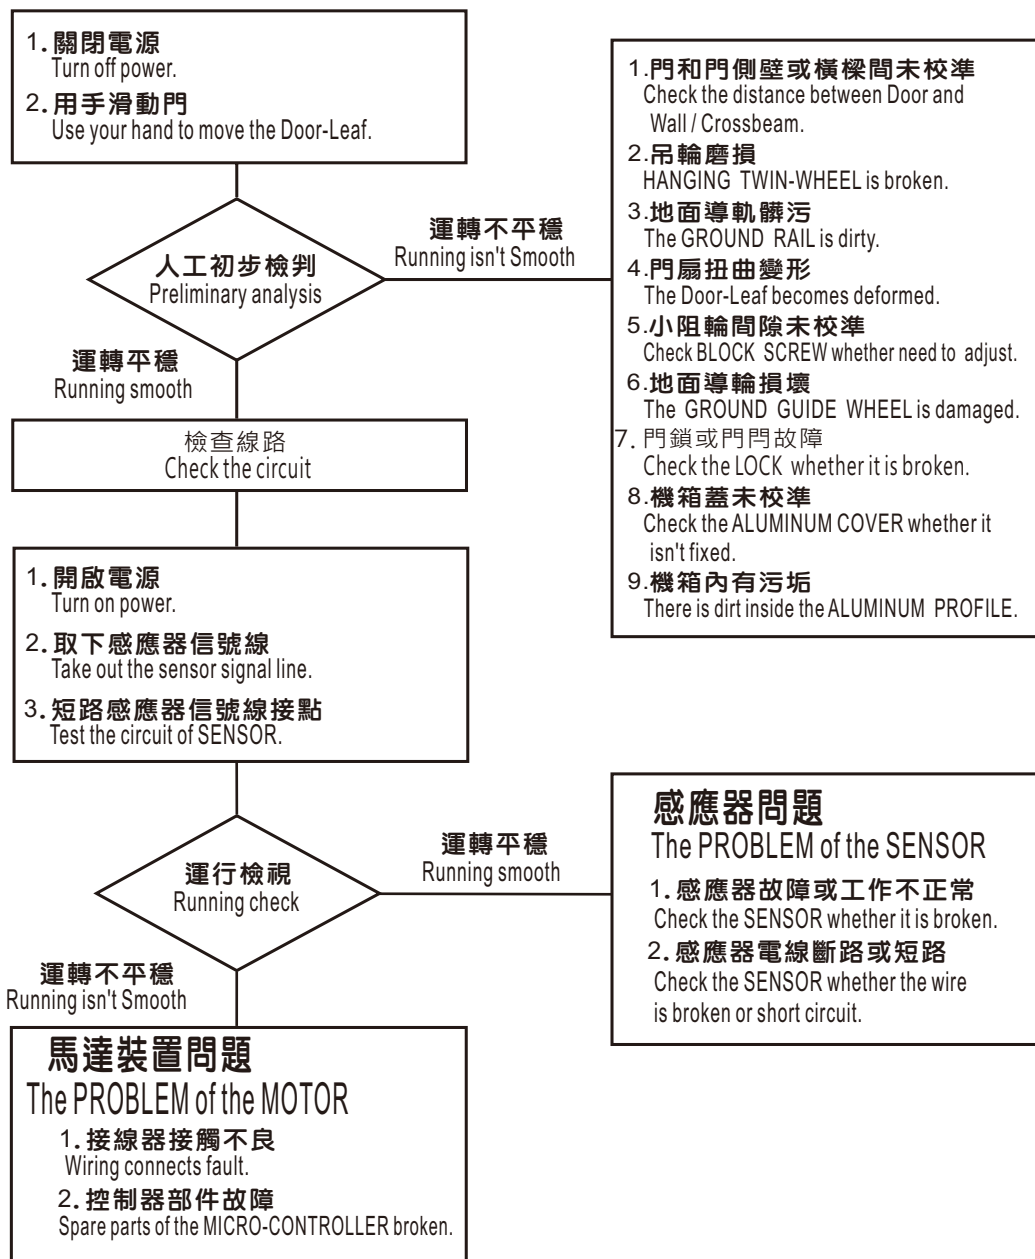 1. 關閉電源
Turn off power.
2. 用手滑動門
Use your hand to move the Door-Leaf.
人工初步檢判
Preliminary analysis
運轉不平穩
Running isn't Smooth
1.門和門側壁或橫樑間未校準
Check the distance between Door and
Wall / Crossbeam.
2.吊輪磨損
HANGING TWIN-WHEEL is broken.
3.地面導軌髒污
The GROUND RAIL is dirty.
4.門扇扭曲變形
The Door-Leaf becomes deformed.
5.小阻輪間隙未校準
Check BLOCK SCREW whether need to adjust.
6.地面導輪損壞
The GROUND GUIDE WHEEL is damaged.
7. 門鎖或門閂故障
Check the LOCK whether it is broken.
8.機箱蓋未校準
Check the ALUMINUM COVER whether it
isn't fixed.
9.機箱內有污垢
There is dirt inside the ALUMINUM PROFILE.
運轉平穩
Running smooth
檢查線路
Check the circuit
1. 開啟電源
Turn on power.
2. 取下感應器信號線
Take out the sensor signal line.
3. 短路感應器信號線接點
Test the circuit of SENSOR.
運行檢視
Running check
運轉平穩
Running smooth
感應器問題
The PROBLEM of the SENSOR
1. 感應器故障或工作不正常
Check the SENSOR whether it is broken.
2. 感應器電線斷路或短路
Check the SENSOR whether the wire
is broken or short circuit.
運轉不平穩
Running isn't Smooth
馬達裝置問題
The PROBLEM of the MOTOR
1. 接線器接觸不良
Wiring connects fault.
2. 控制器部件故障
Spare parts of the MICRO-CONTROLLER broken.